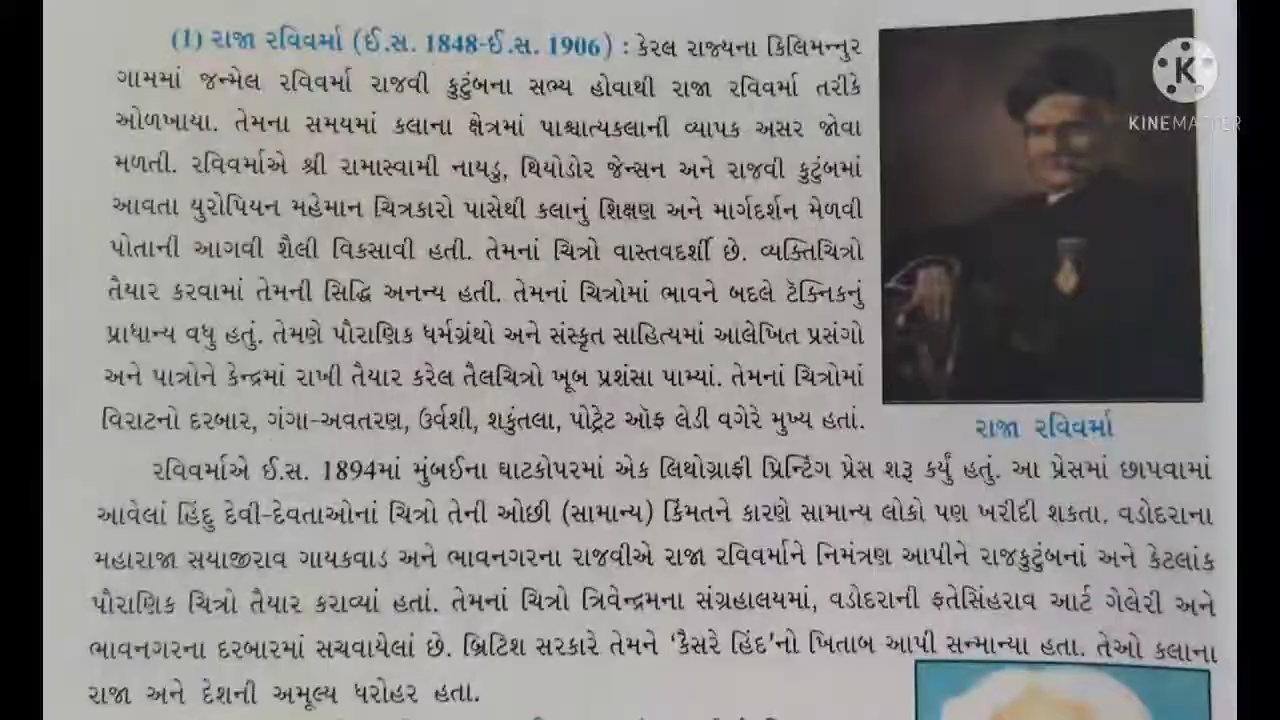 (1) રાજા રવિવર્મા (ઈ.સ. 1848-ઈ.સ. 1906) : કેરલ રાજ્યના કિલિમન્નુર
ગામમાં જન્મેલ રવિવર્મા રાજવી કુટુંબના સભ્ય હોવાથી રાજા રવિવર્મા તરીકે
ઓળખાયા. તેમના સમયમાં કલાના ક્ષેત્રમાં પાશ્ચાત્યકલાની વ્યાપક અસર જોવા
મળતી. રવિવર્માએ શ્રી રામાસ્વામી નાયડુ, થિયોડોર જેન્સન અને રાજવી કુટુંબમાં
આવતા યુરોપિયન મહેમાન ચિત્રકારો પાસેથી કલાનું શિક્ષણ અને માર્ગદર્શન મેળવી
પોતાની આગવી શૈલી વિકસાવી હતી. તેમનાં ચિત્રો વાસ્તવદર્શી છે. વ્યક્તિચિત્રો
તૈયાર કરવામાં તેમની સિદ્ધિ અનન્ય હતી. તેમનાં ચિત્રોમાં ભાવને બદલે ટૅક્નિકનું
પ્રાધાન્ય વધુ હતું. તેમણે પૌરાણિક ધર્મગ્રંથો અને સંસ્કૃત સાહિત્યમાં આલેખિત પ્રસંગો
અને પાત્રોને કેન્દ્રમાં રાખી તૈયાર કરેલ તૈલચિત્રો ખૂબ પ્રશંસા પામ્યાં. તેમનાં ચિત્રોમાં
વિરાટનો દરબાર, ગંગા-અવતરણ, ઉર્વશી, શકુંતલા, પોટ્રેટ ઑફ લેડી વગેરે મુખ્ય હતાં.
રવિવર્માએ ઈ.સ. 1894માં મુંબઈના ઘાટકોપરમાં એક લિથોગ્રાફી પ્રિન્ટિંગ પ્રેસ શરૂ કર્યું હતું. આ પ્રેસમાં છાપવામાં
આવેલાં હિંદુ દેવી-દેવતાઓનાં ચિત્રો તેની ઓછી (સામાન્ય) કિંમતને કારણે સામાન્ય લોકો પણ ખરીદી શકતા. વડોદરાના
મહારાજા સયાજીરાવ ગાયકવાડ અને ભાવનગરના રાજવીએ રાજા રવિવર્માને નિમંત્રણ આપીને રાજકુટુંબનાં અને કેટલાંક
પૌરાણિક ચિત્રો તૈયાર કરાવ્યાં હતાં. તેમનાં ચિત્રો ત્રિવેન્દ્રમના સંગ્રહાલયમાં, વડોદરાની ફતેસિંહરાવ આર્ટ ગેલેરી અને
ભાવનગરના દરબારમાં સચવાયેલાં છે. બ્રિટિશ સરકારે તેમને ‘કૈસરે હિંદ’નો ખિતાબ આપી સન્માન્યા હતા. તેઓ કલાના
રાજા અને દેશની અમૂલ્ય ધરોહર હતા.
રાજા રવિવર્મા
K
KINEMASTER